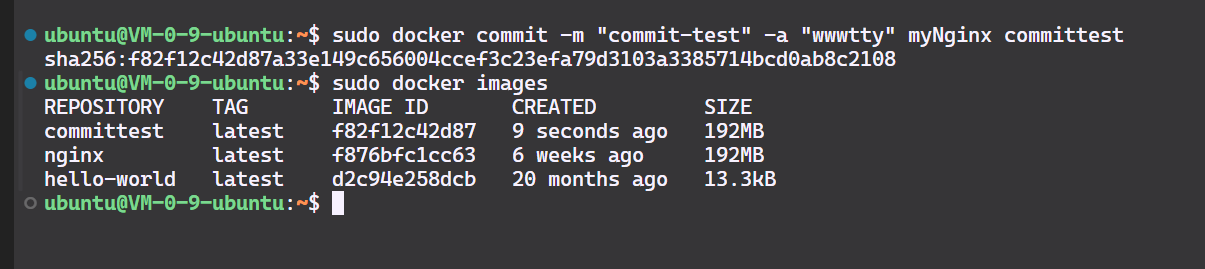 ubuntu@VM-0-9-ubuntu:~$ sudo docker commit -m "commit-test" -a "wwwtty" myNginx committest
sha256:f82f12c42d87a33e149c656004ccef3c23efa79d3103a3385714bcd0ab8c2108
ubuntu@VM-0-9-ubuntu:~$ sudo docker images
REPOSITORY    TAG       IMAGE ID       CREATED         SIZE
committest    latest    f82f12c42d87   9 seconds ago   192MB
nginx         latest    f876bfc1cc63   6 weeks ago     192MB
hello-world   latest    d2c94e258dcb   20 months ago   13.3kB
ubuntu@VM-0-9-ubuntu:~$